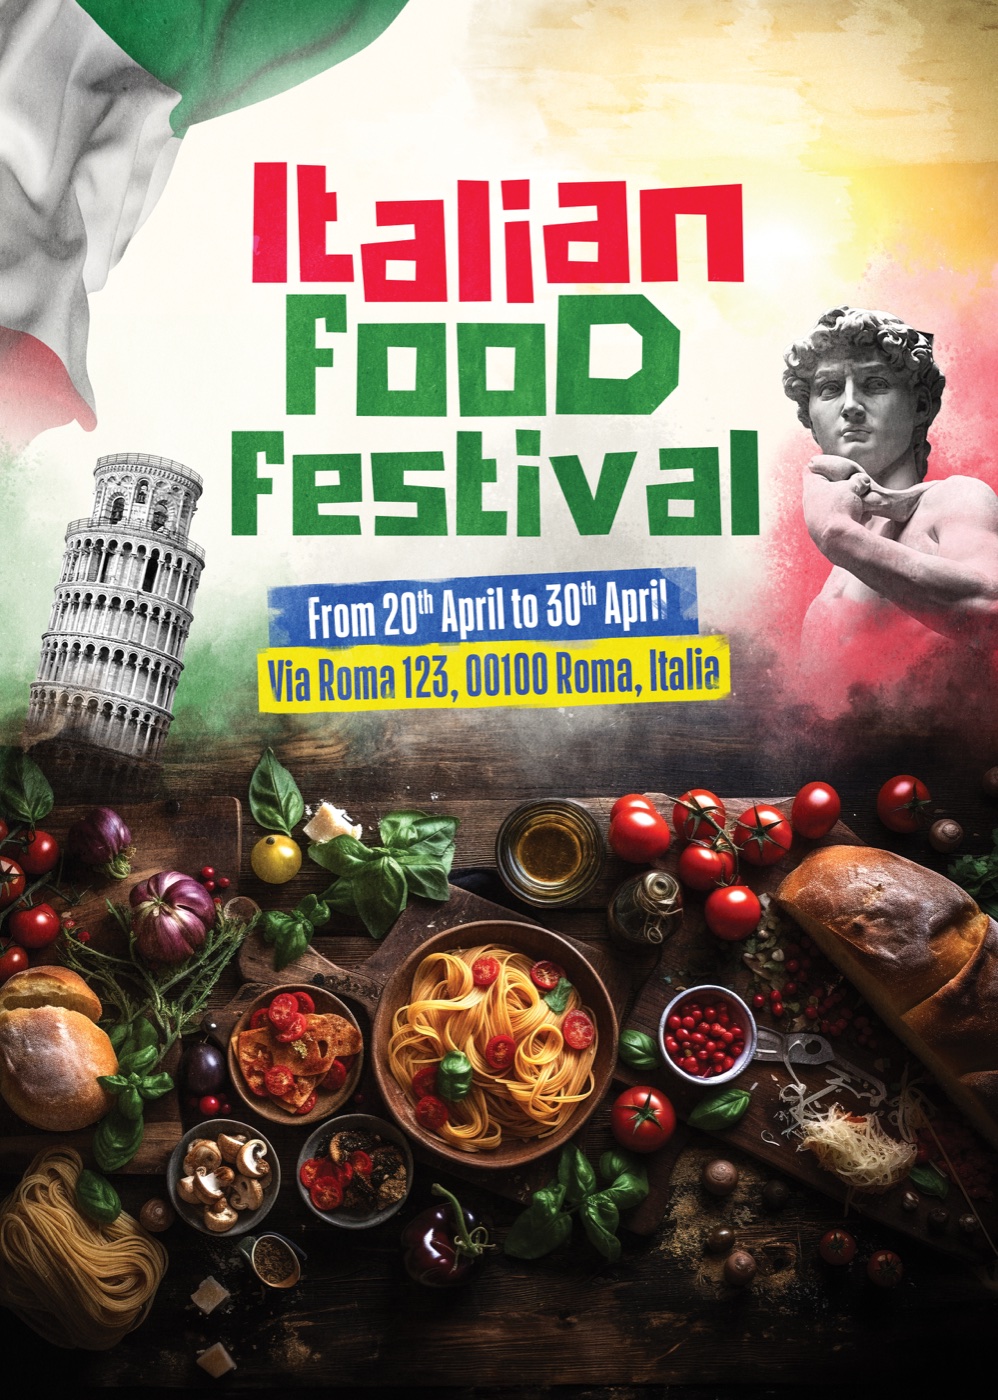 Italian
FooD
Festival
From 20th April to 30th April
Via Roma 123, 00100 Roma, Italia